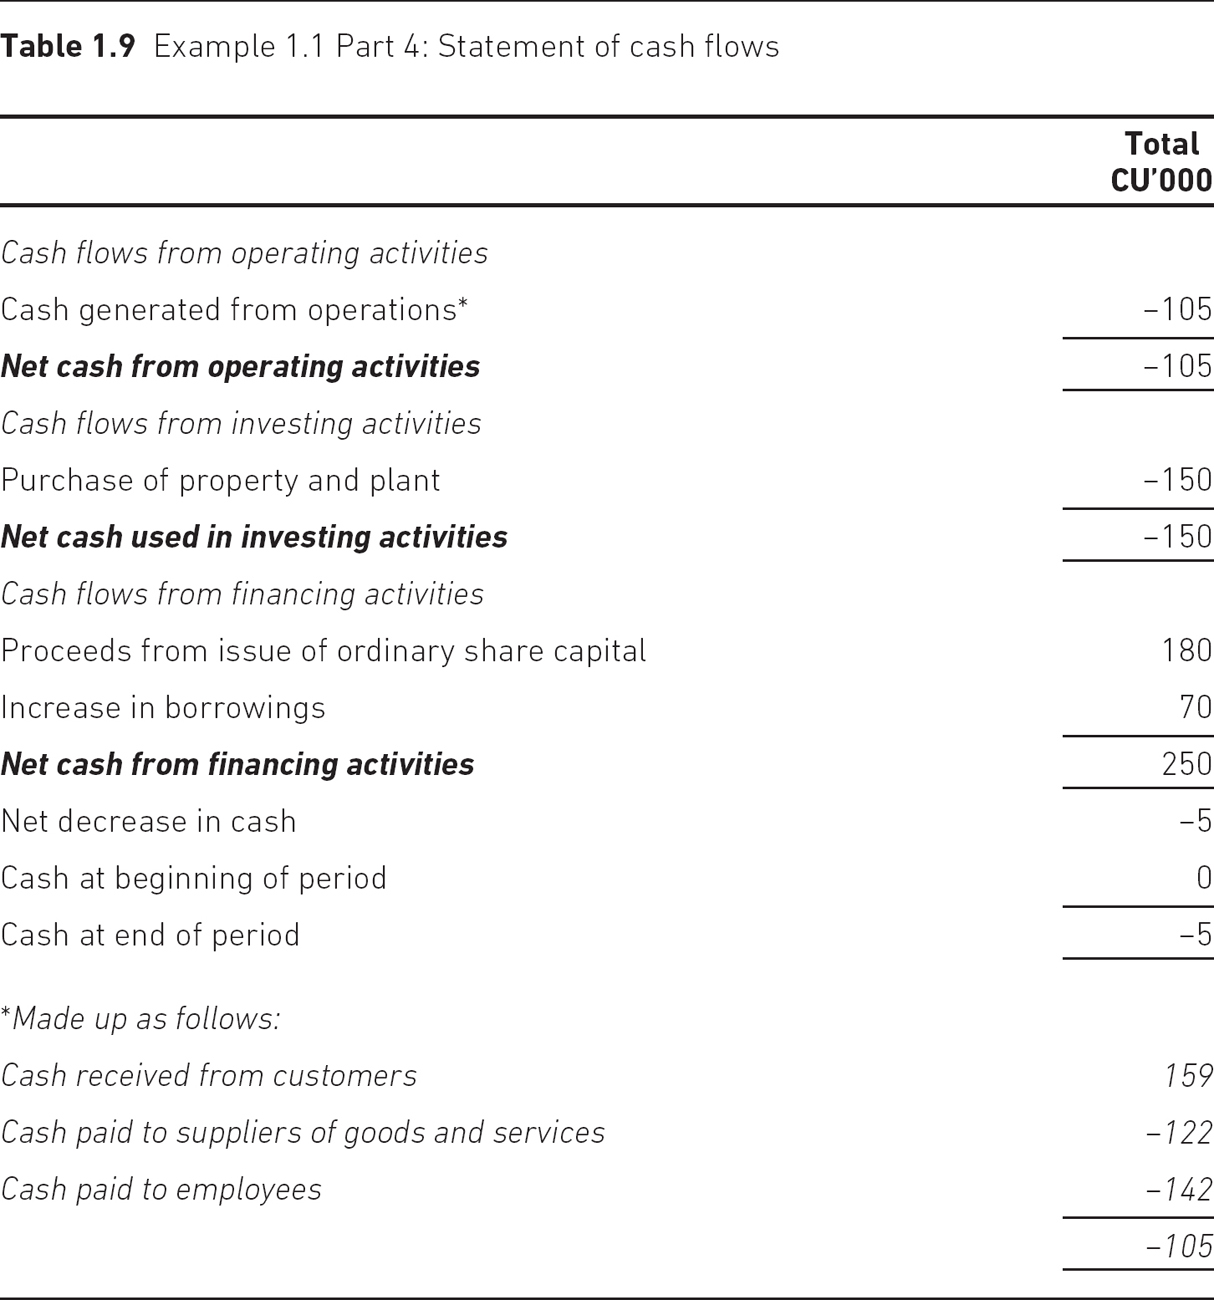 Table 1.9 Example 1.1 Part 4: Statement of cash flows
Total
CU’000
Cash flows from operating activities
Cash generated from operations* –105
Net cash from operating activities –105
Cash flows from investing activities
Purchase of property and plant –150
Net cash used in investing activities –150
Cash flows from financing activities
Proceeds from issue of ordinary share capital 180
Increase in borrowings 70
Net cash from financing activities 250
Net decrease in cash –5
Cash at beginning of period 0
Cash at end of period –5
*Made up as follows:
Cash received from customers 159
Cash paid to suppliers of goods and services –122
Cash paid to employees –142
–105